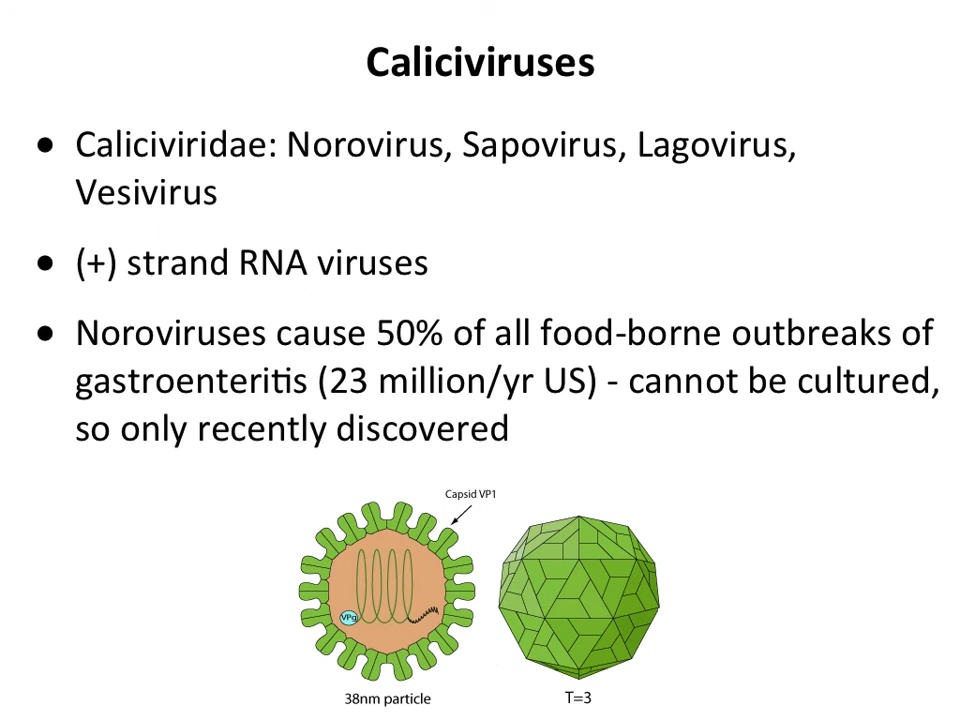 Caliciviruses
• Caliciviridae: Norovirus, Sapovirus, Lagovirus,
Vesivirus
• (+) strand RNA viruses
• Noroviruses cause 50% of all food-borne outbreaks of
gastroenteritis (23 million/yr US) - cannot be cultured,
so only recently discovered
Capsid VP1
VPg
38nm particle
T=3